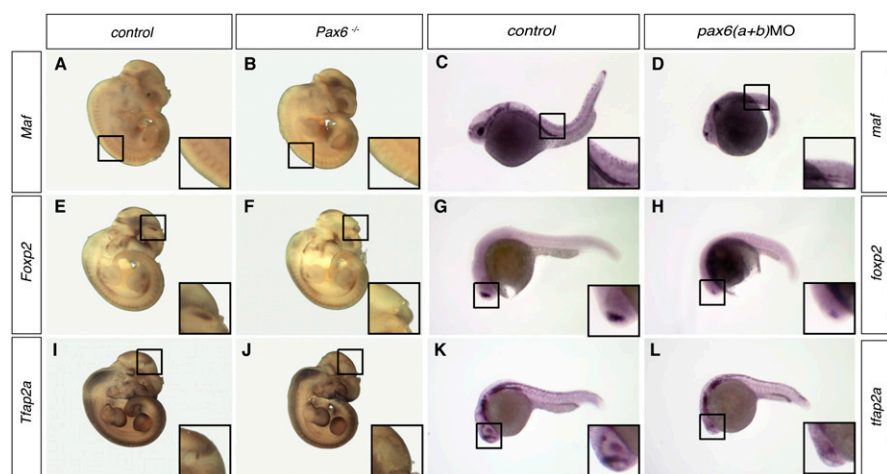 control Pax6 -/- control pax6(a+b)MO
Maf A B C D maf
Foxp2 E F G H foxp2
Tfap2a I J K L tfap2a